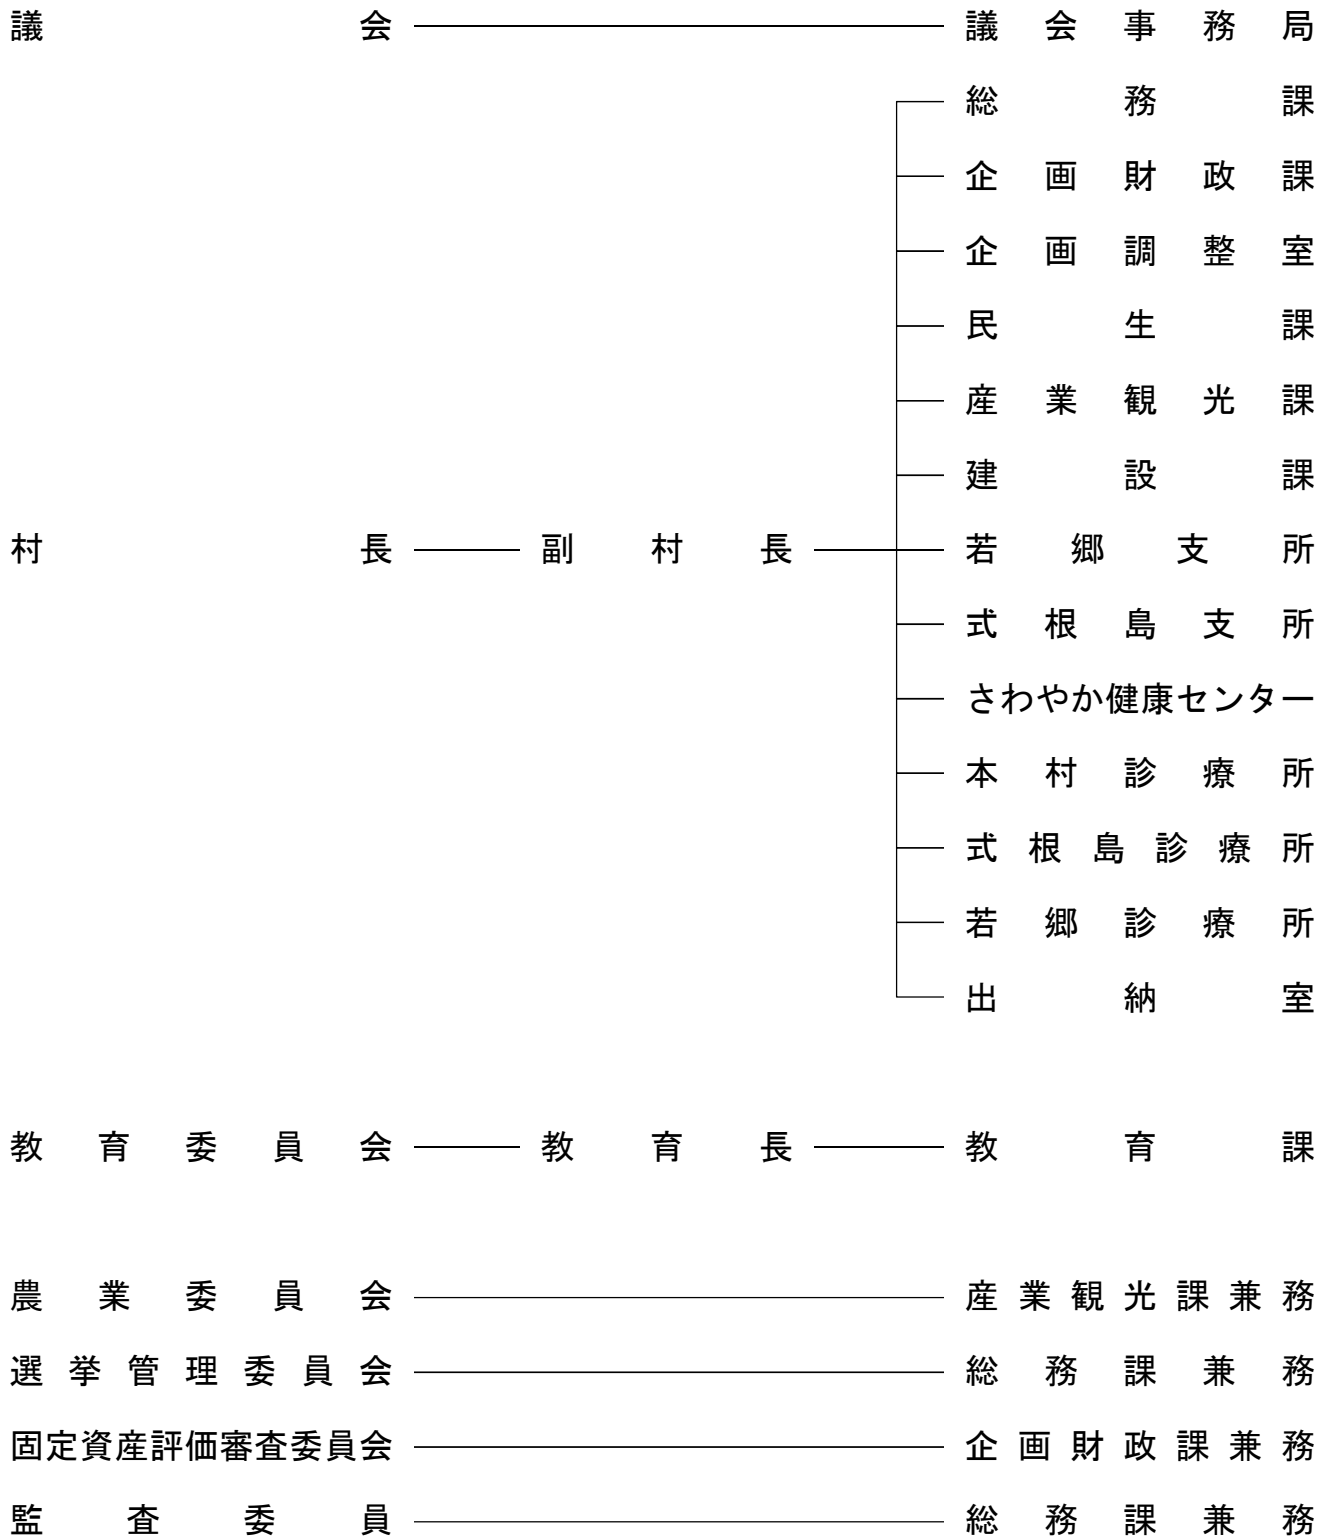 議会 議会事務局
総務課
企画財政課
企画調整室
民生課
産業観光課
建設課
村長 副村長 若郷支所
式根島支所
さわやか健康センター
本村診療所
式根島診療所
若郷診療所
出納室
教育委員会 教育長 教育課
農業委員会 産業観光課兼務
選挙管理委員会 総務課兼務
固定資産評価審査委員会 企画財政課兼務
監査委員 総務課兼務